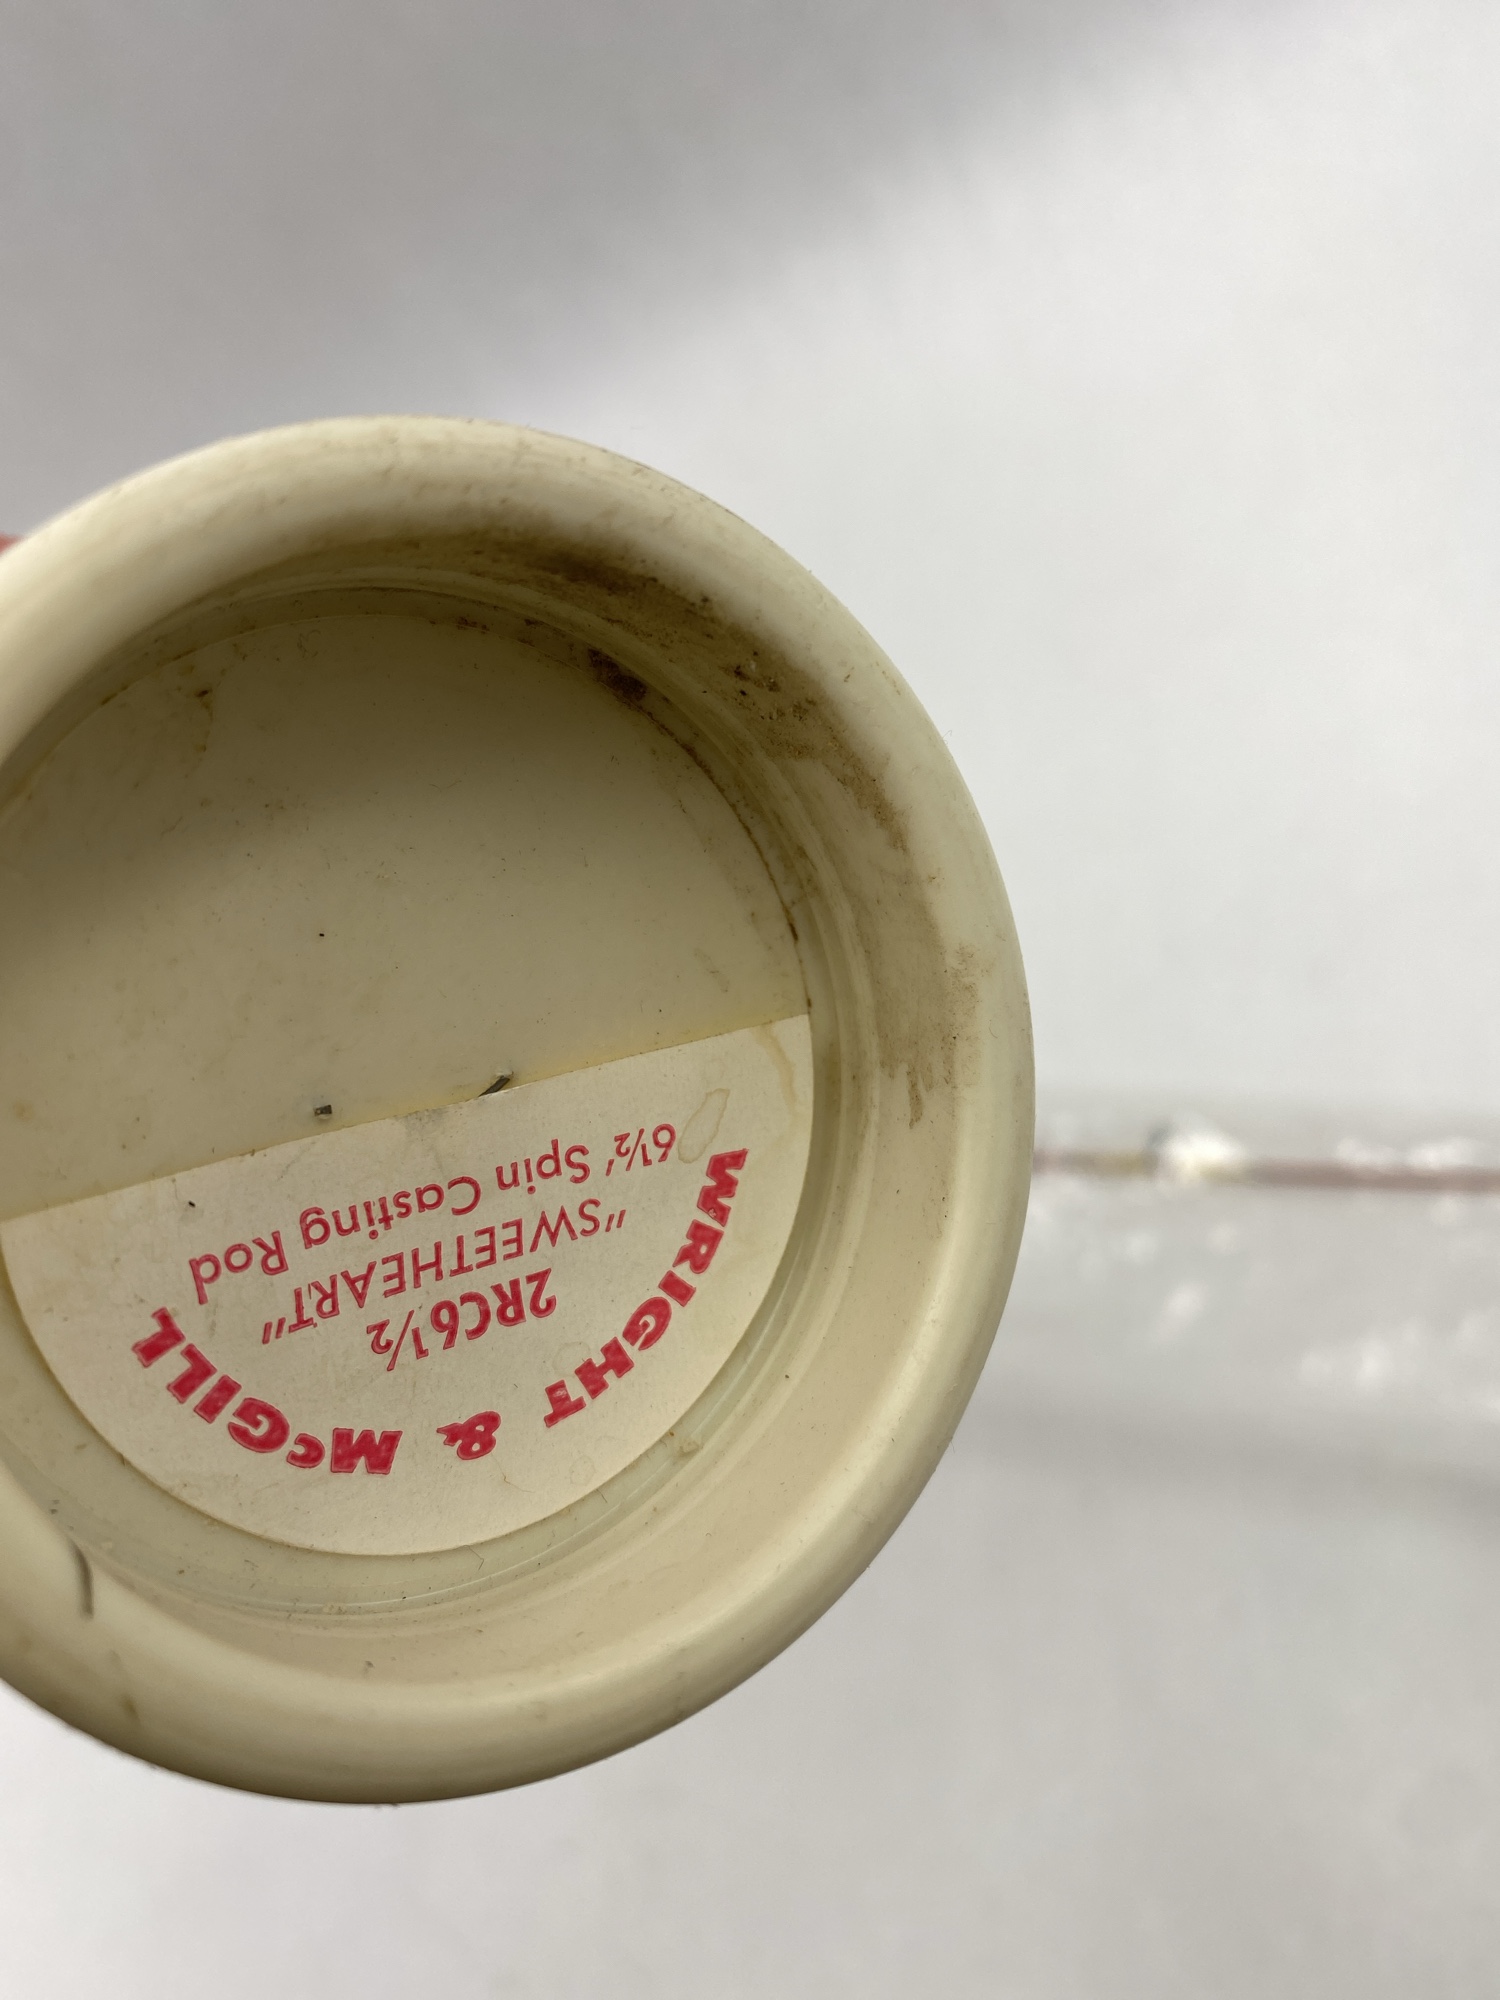 WRIGHT & McGILL
2RC6½
"SWEETHEART"
6½' Spin Casting Rod